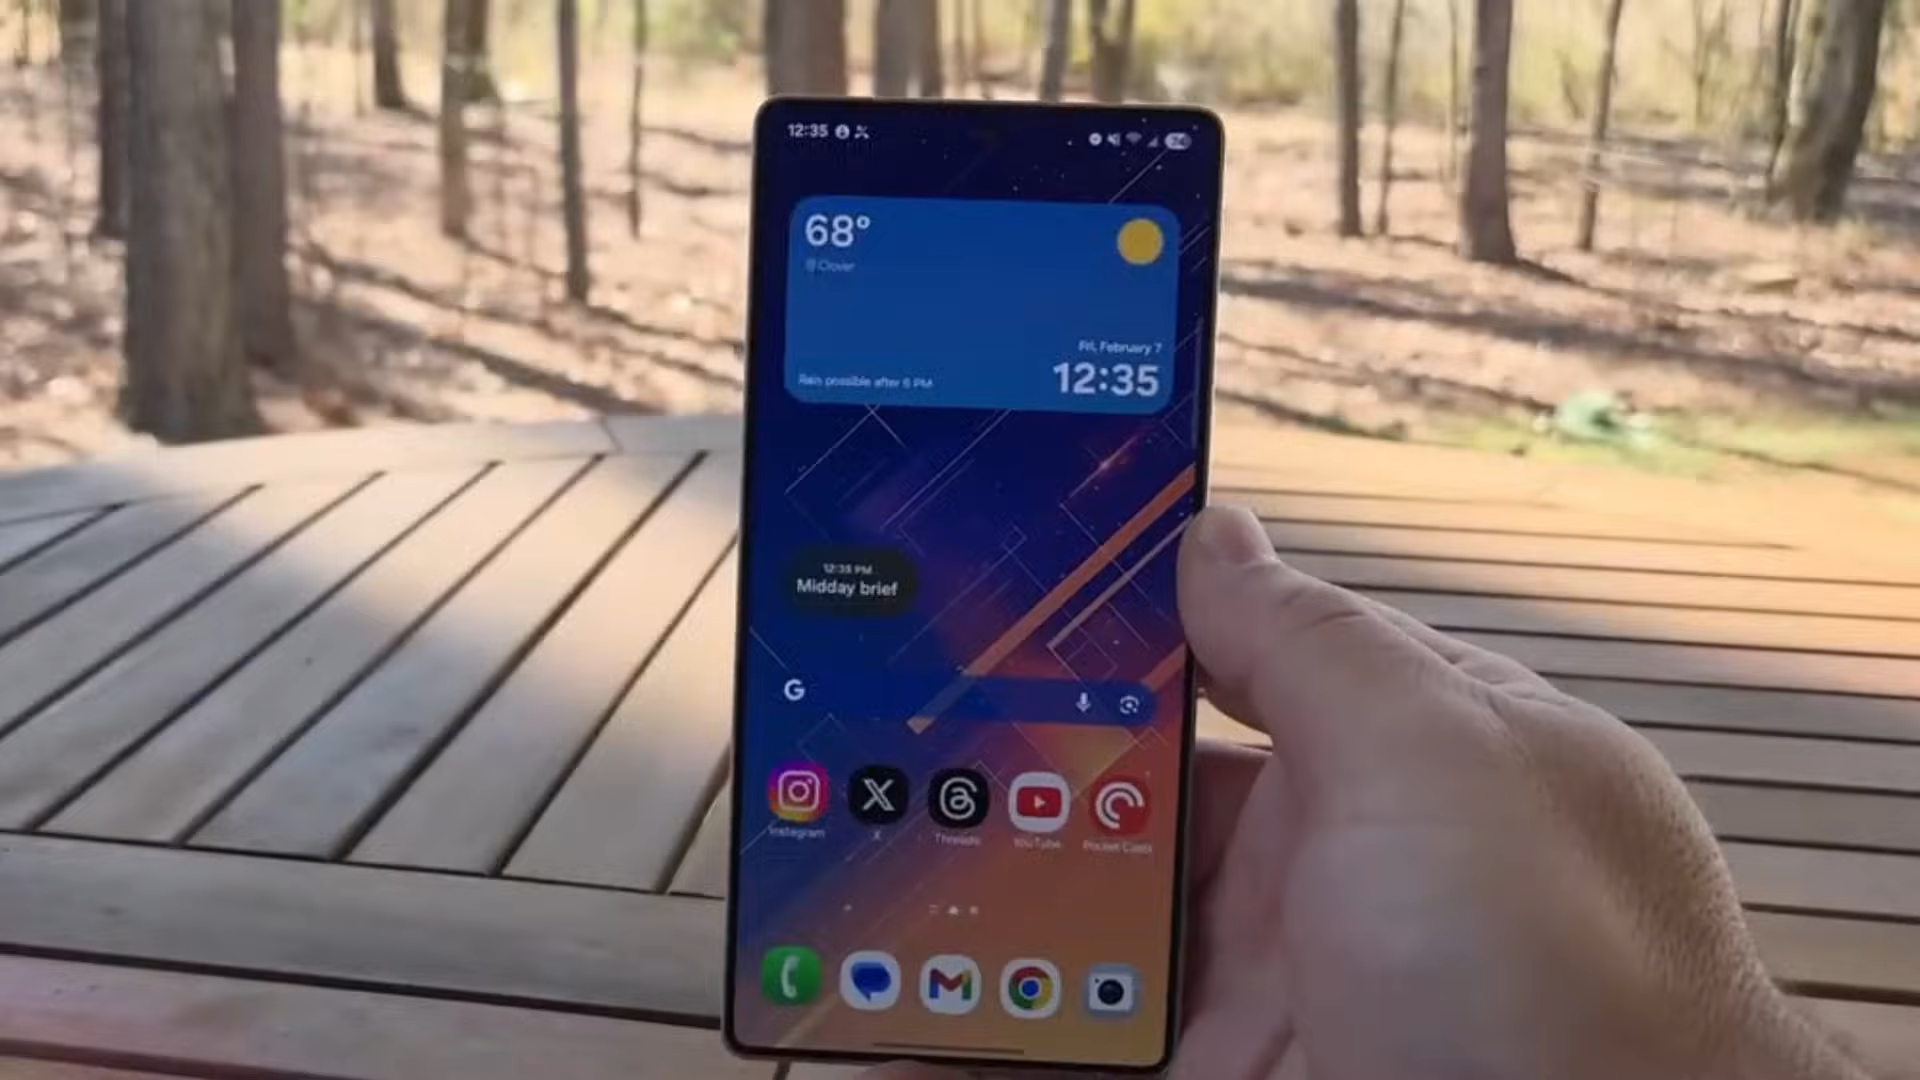 12:35
68°
Clover
Fri, February 7
12:35
Rain possible after 6 PM
12:35 PM
Midday brief
G
Instagram
X
Threads
YouTube
Pocket Casts